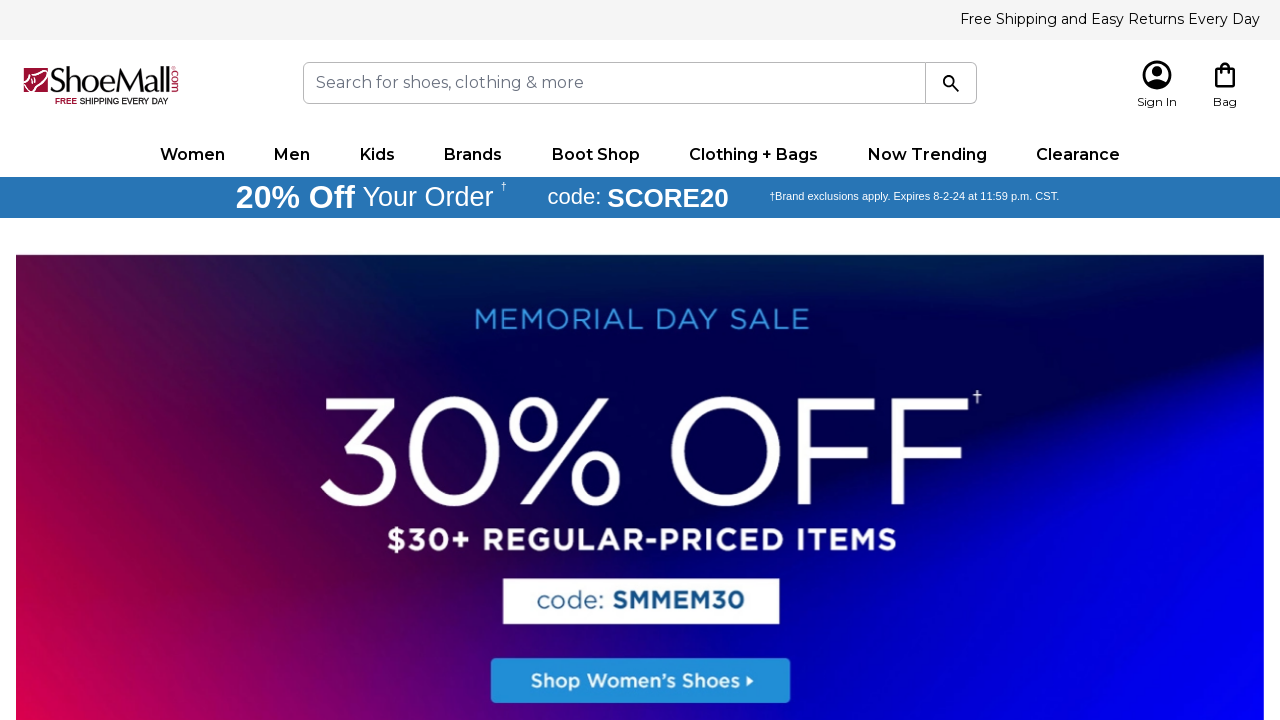 Free Shipping and Easy Returns Every Day
ShoeMall.com®
FREE SHIPPING EVERY DAY
Search for shoes, clothing & more
Sign In
Bag
Women
Men
Kids
Brands
Boot Shop
Clothing + Bags
Now Trending
Clearance
20% Off Your Order † code: SCORE20 †Brand exclusions apply. Expires 8-2-24 at 11:59 p.m. CST.
MEMORIAL DAY SALE
30% OFF†
$30+ REGULAR-PRICED ITEMS
code: SMMEM30
Shop Women's Shoes